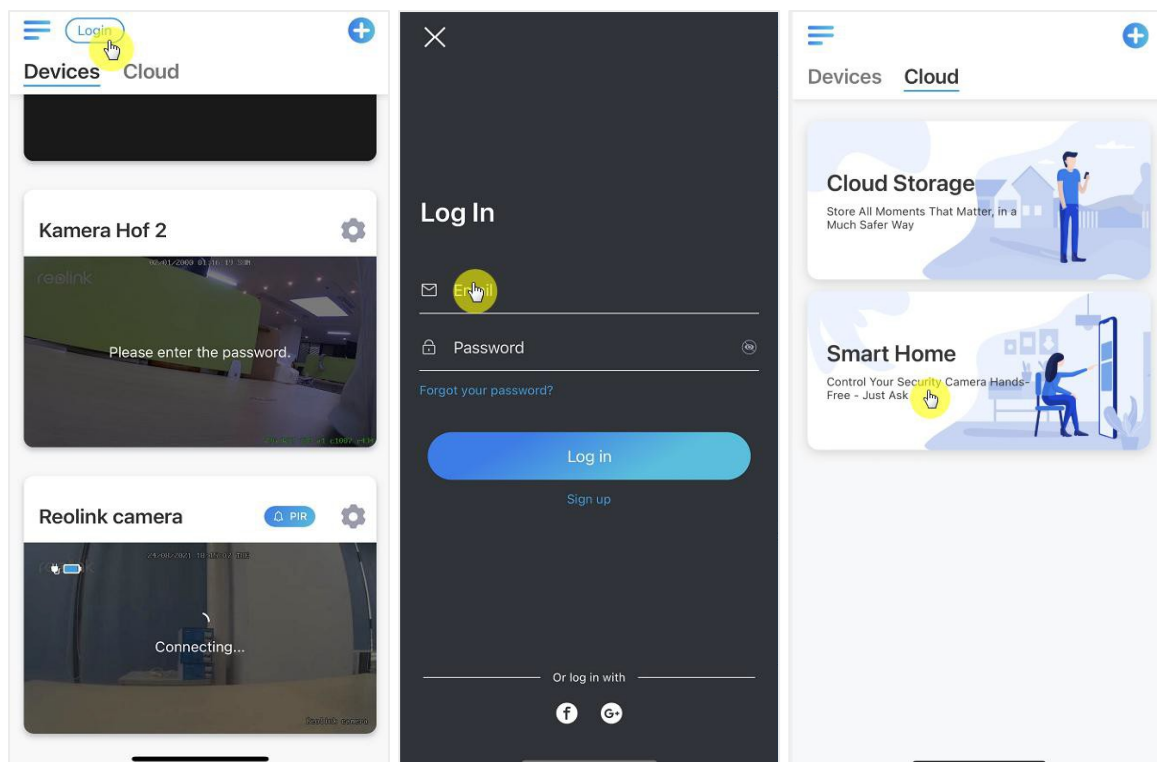 Login
Devices Cloud
Kamera Hof 2
reolink
Please enter the password.
Reolink camera
PIR
Connecting...
Reolink camera
Log In
Email
Password
Forgot your password?
Log in
Sign up
Or log in with
f G+
Devices Cloud
Cloud Storage
Store All Moments That Matter, in a
Much Safer Way
Smart Home
Control Your Security Camera Hands-
Free - Just Ask